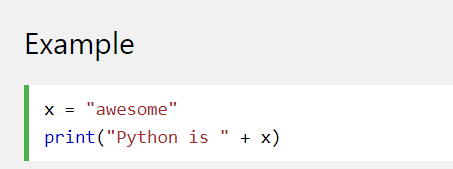 Example
x = "awesome"
print("Python is " + x)